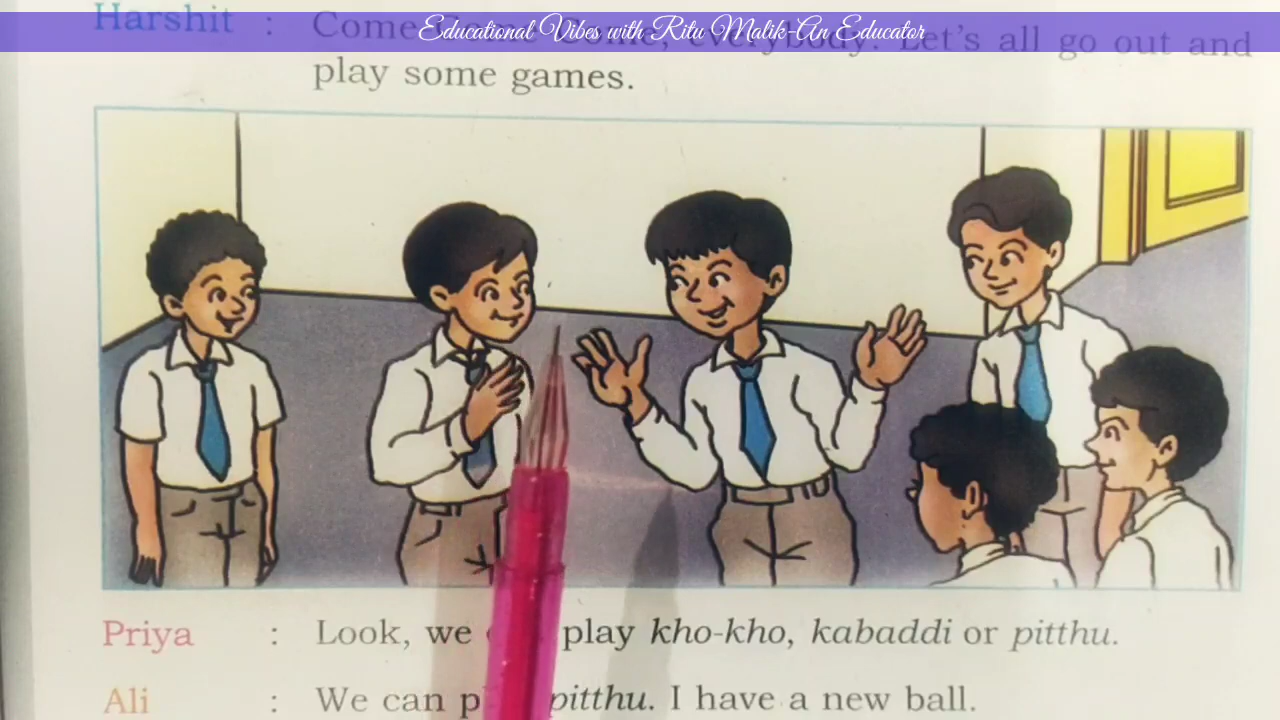 Educational Vibes with Ritu Malik-An Educator
Harshit : Come everybody. Let's all go out and
play some games.
Priya : Look, we play kho-kho, kabaddi or pitthu.
Ali : We can pitthu. I have a new ball.